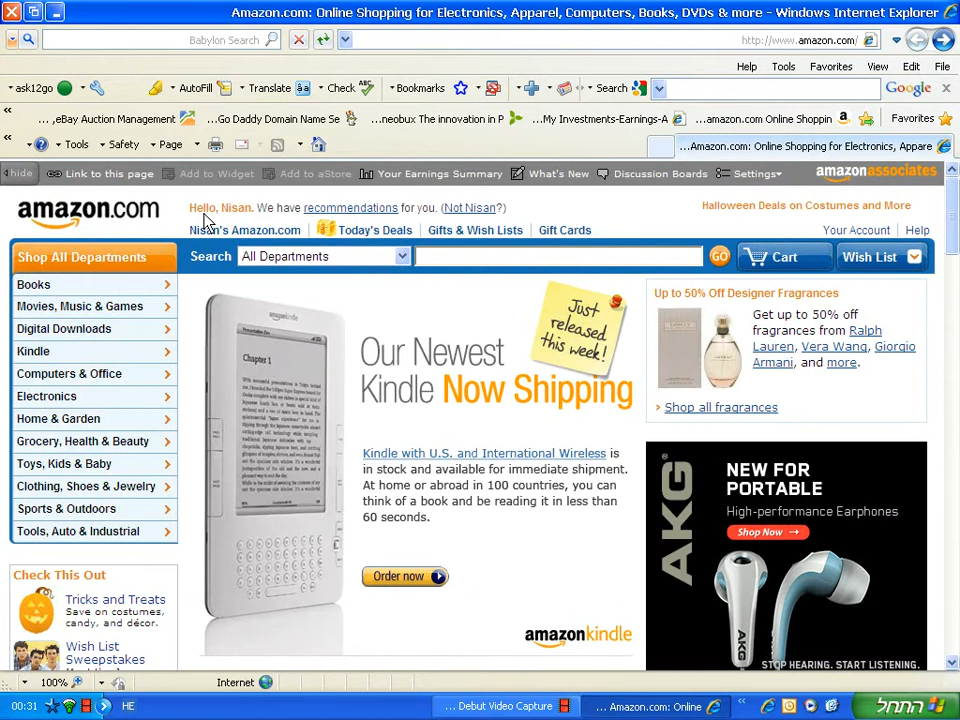 Amazon.com: Online Shopping for Electronics, Apparel, Computers, Books, DVDs & more - Windows Internet Explorer
Babylon Search
http://www.amazon.com/
Help Tools Favorites View Edit File
ask12go AutoFill Translate Check Bookmarks Search Google
...,eBay Auction Management ...Go Daddy Domain Name Se ...neobux The innovation in P ...My Investments-Earnings-A ...amazon.com Online Shoppin Favorites
Tools Safety Page ...Amazon.com: Online Shopping for Electronics, Appare
hide Link to this page Add to Widget Add to aStore Your Earnings Summary What's New Discussion Boards Settings amazonassociates
amazon.com
Hello, Nisan. We have recommendations for you. (Not Nisan?)
Halloween Deals on Costumes and More
Nisan's Amazon.com Today's Deals Gifts & Wish Lists Gift Cards Your Account Help
Shop All Departments Search All Departments GO Cart Wish List
Books
Movies, Music & Games
Digital Downloads
Kindle
Computers & Office
Electronics
Home & Garden
Grocery, Health & Beauty
Toys, Kids & Baby
Clothing, Shoes & Jewelry
Sports & Outdoors
Tools, Auto & Industrial
Check This Out
Tricks and Treats
Save on costumes,
candy, and décor.
Wish List
Sweepstakes
amazonkindle
Chapter 1
Just
released
this week!
Our Newest
Kindle Now Shipping
Kindle with U.S. and International Wireless is
in stock and available for immediate shipment.
At home or abroad in 100 countries, you can
think of a book and be reading it in less than
60 seconds.
Order now
amazonkindle
Up to 50% Off Designer Fragrances
Get up to 50% off
fragrances from Ralph
Lauren, Vera Wang, Giorgio
Armani, and more.
Shop all fragrances
AKG
NEW FOR
PORTABLE
High-performance Earphones
Shop Now
AKG
STOP HEARING. START LISTENING.
100% Internet
00:31 HE ...Debut Video Capture ...Amazon.com: Online התחל